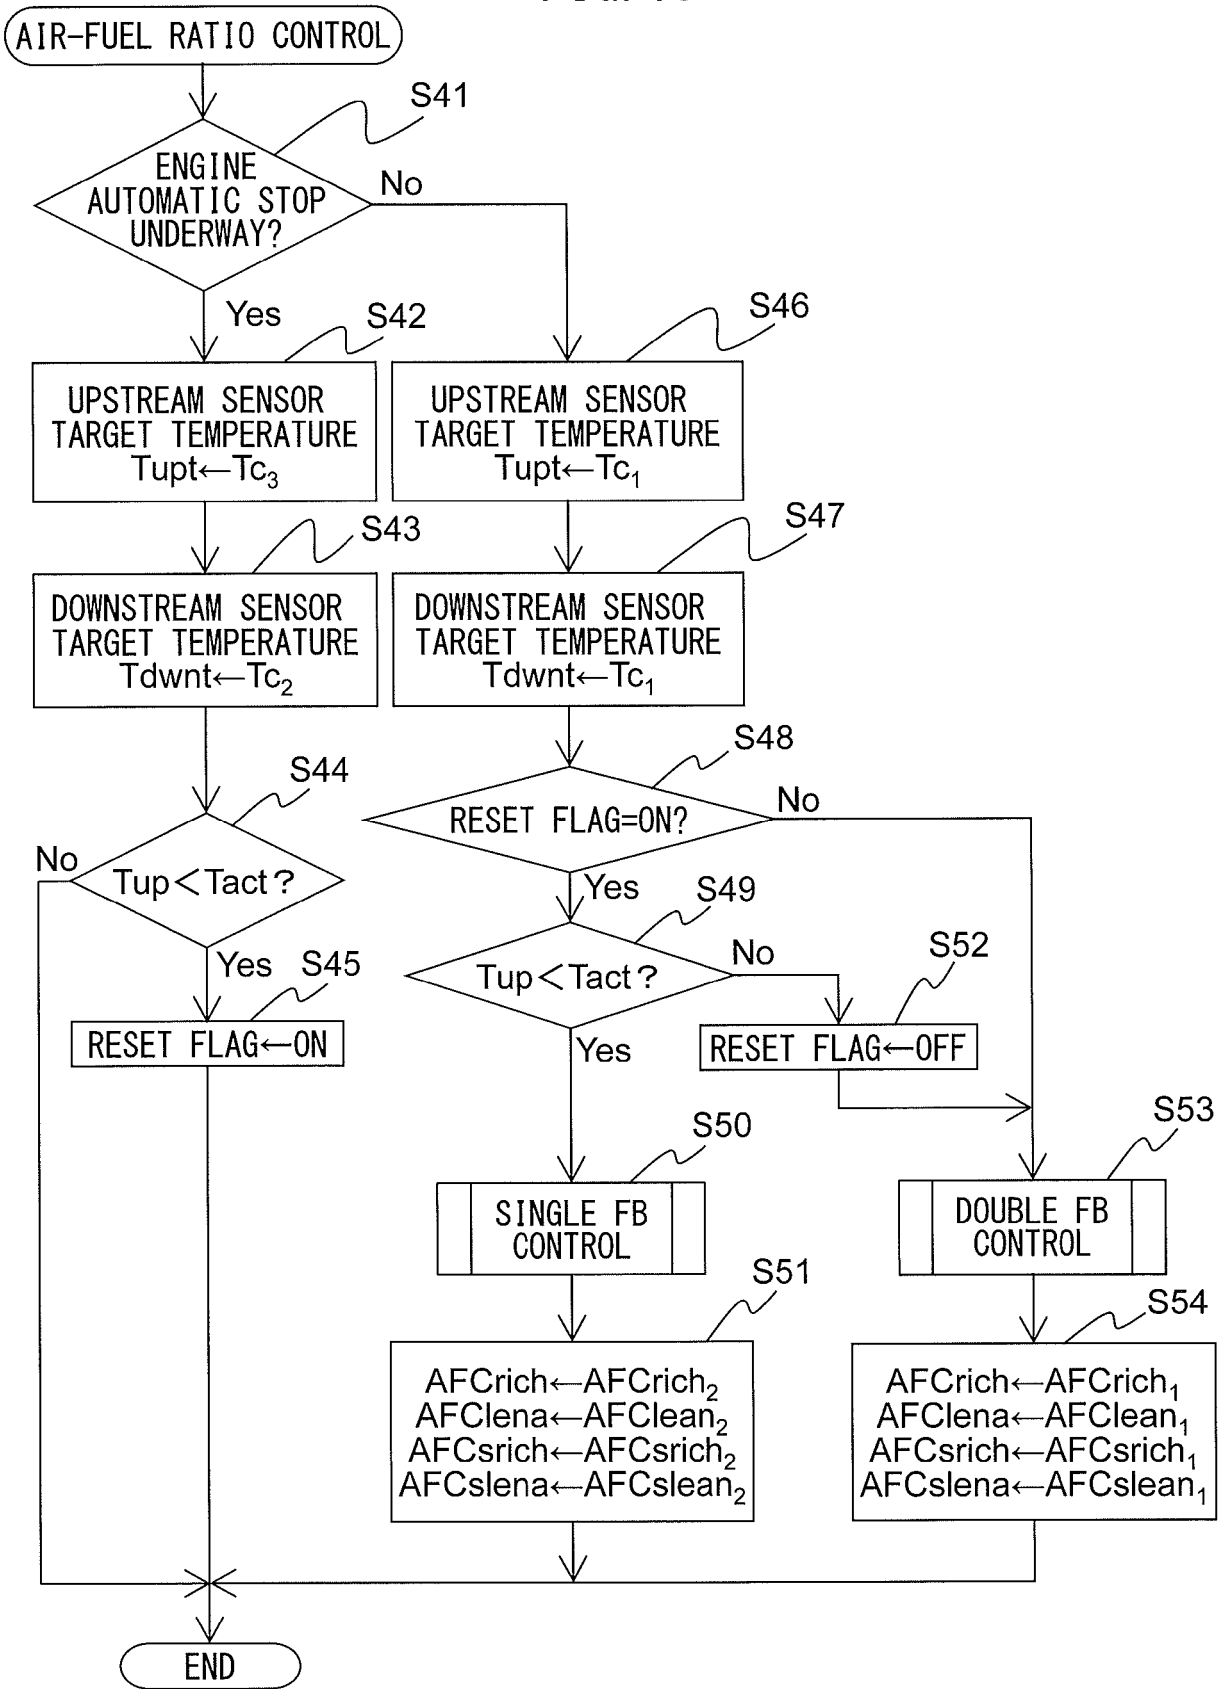 AIR-FUEL RATIO CONTROL
S41
ENGINE
AUTOMATIC STOP
UNDERWAY?
No
Yes
S42
UPSTREAM SENSOR
TARGET TEMPERATURE
Tupt←Tc₃
S46
UPSTREAM SENSOR
TARGET TEMPERATURE
Tupt←Tc₁
S43
DOWNSTREAM SENSOR
TARGET TEMPERATURE
Tdwnt←Tc₂
S47
DOWNSTREAM SENSOR
TARGET TEMPERATURE
Tdwnt←Tc₁
S44
Tup<Tact?
No
Yes
S45
RESET FLAG←ON
S48
RESET FLAG=ON?
No
Yes
S49
Tup<Tact?
No
Yes
S52
RESET FLAG←OFF
S50
SINGLE FB
CONTROL
S53
DOUBLE FB
CONTROL
S51
AFCrich←AFCrich₂
AFClena←AFClean₂
AFCsrich←AFCsrich₂
AFCslena←AFCslean₂
S54
AFCrich←AFCrich₁
AFClena←AFClean₁
AFCsrich←AFCsrich₁
AFCslena←AFCslean₁
END